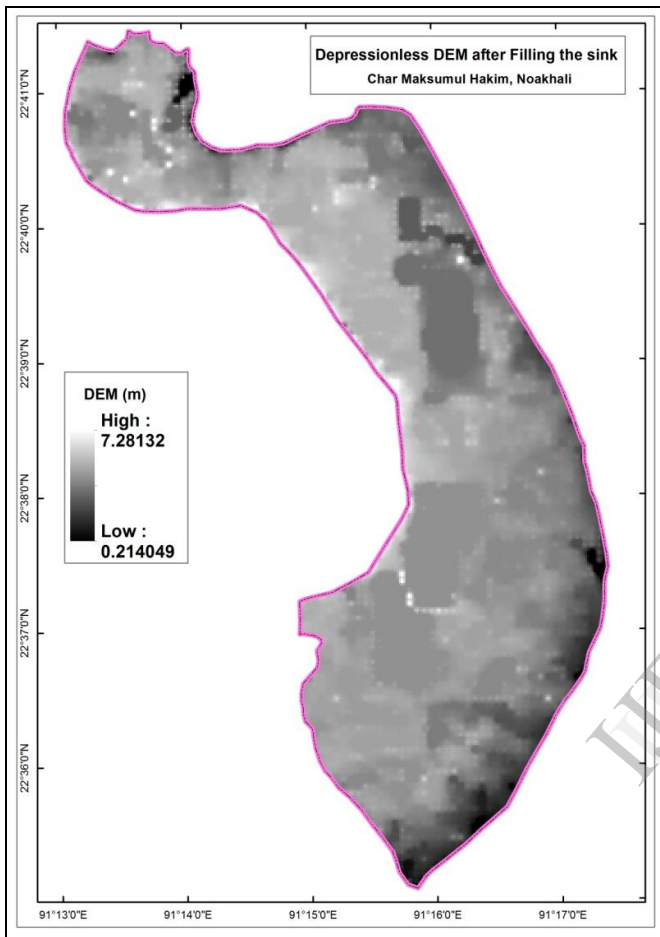 Depressionless DEM after Filling the sink
Char Maksumul Hakim, Noakhali
22°41'0"N
22°40'0"N
22°39'0"N
22°38'0"N
22°37'0"N
22°36'0"N
DEM (m)
High :
7.28132
Low :
0.214049
91°13'0"E
91°14'0"E
91°15'0"E
91°16'0"E
91°17'0"E